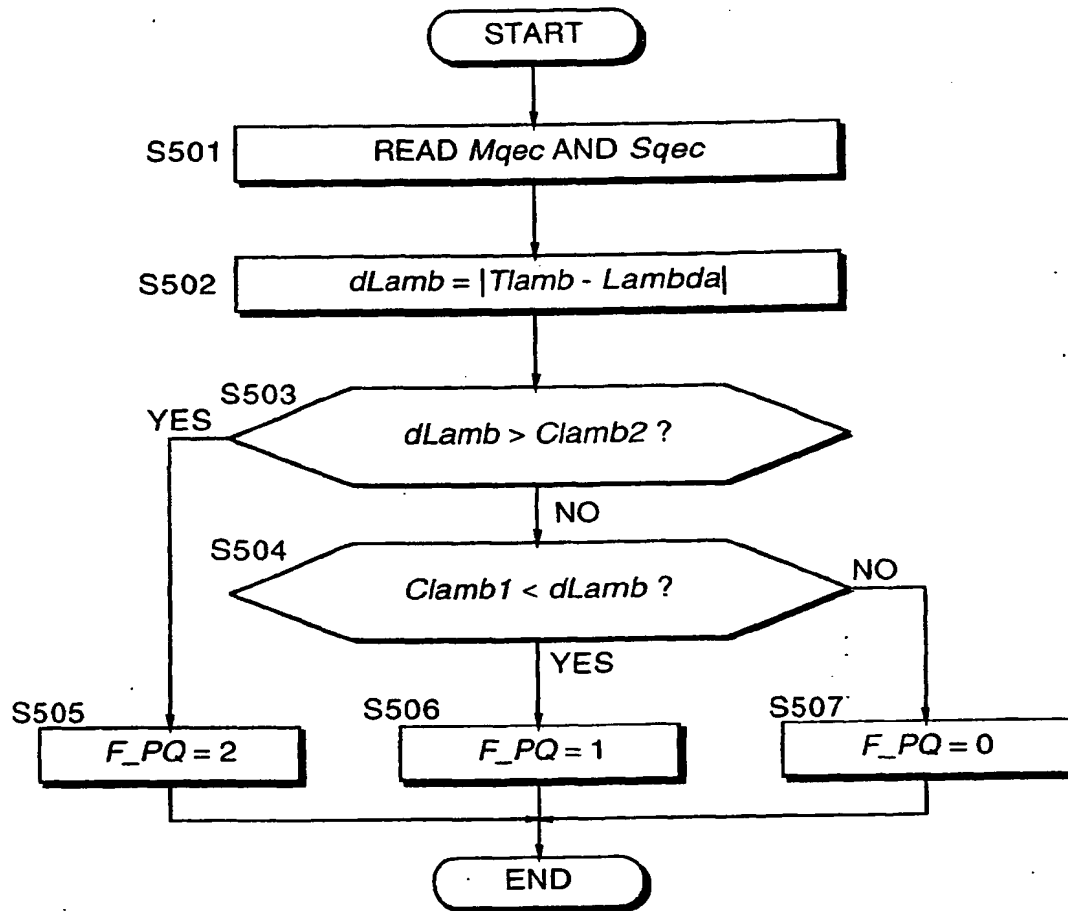 START
S501
READ Mqec AND Sqec
S502
dLamb = |Tlamb - Lambda|
S503
YES
dLamb > Clamb2 ?
NO
S504
Clamb1 < dLamb ?
NO
YES
S505
F_PQ = 2
S506
F_PQ = 1
S507
F_PQ = 0
END